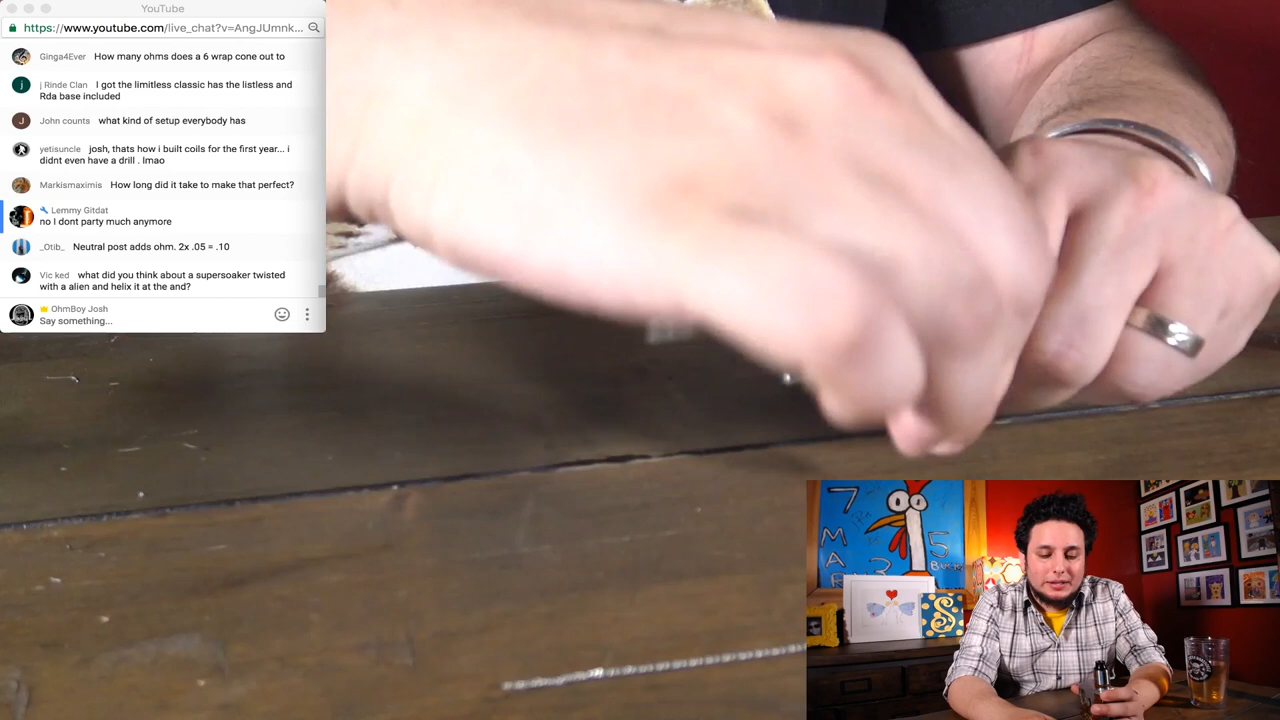 YouTube
https://www.youtube.com/live_chat?v=AngJUmnk...
Ginga4Ever How many ohms does a 6 wrap cone out to
j Rinde Clan I got the limitless classic has the listless and
Rda base included
John counts what kind of setup everybody has
yetisuncle josh, thats how i built coils for the first year... i
didnt even have a drill . lmao
Markismaximis How long did it take to make that perfect?
Lemmy Gitdat
no I dont party much anymore
_Otib_ Neutral post adds ohm. 2x .05 = .10
Vic ked what did you think about a supersoaker twisted
with a alien and helix it at the and?
OhmBoy Josh
Say something...
7
MAR
5
S